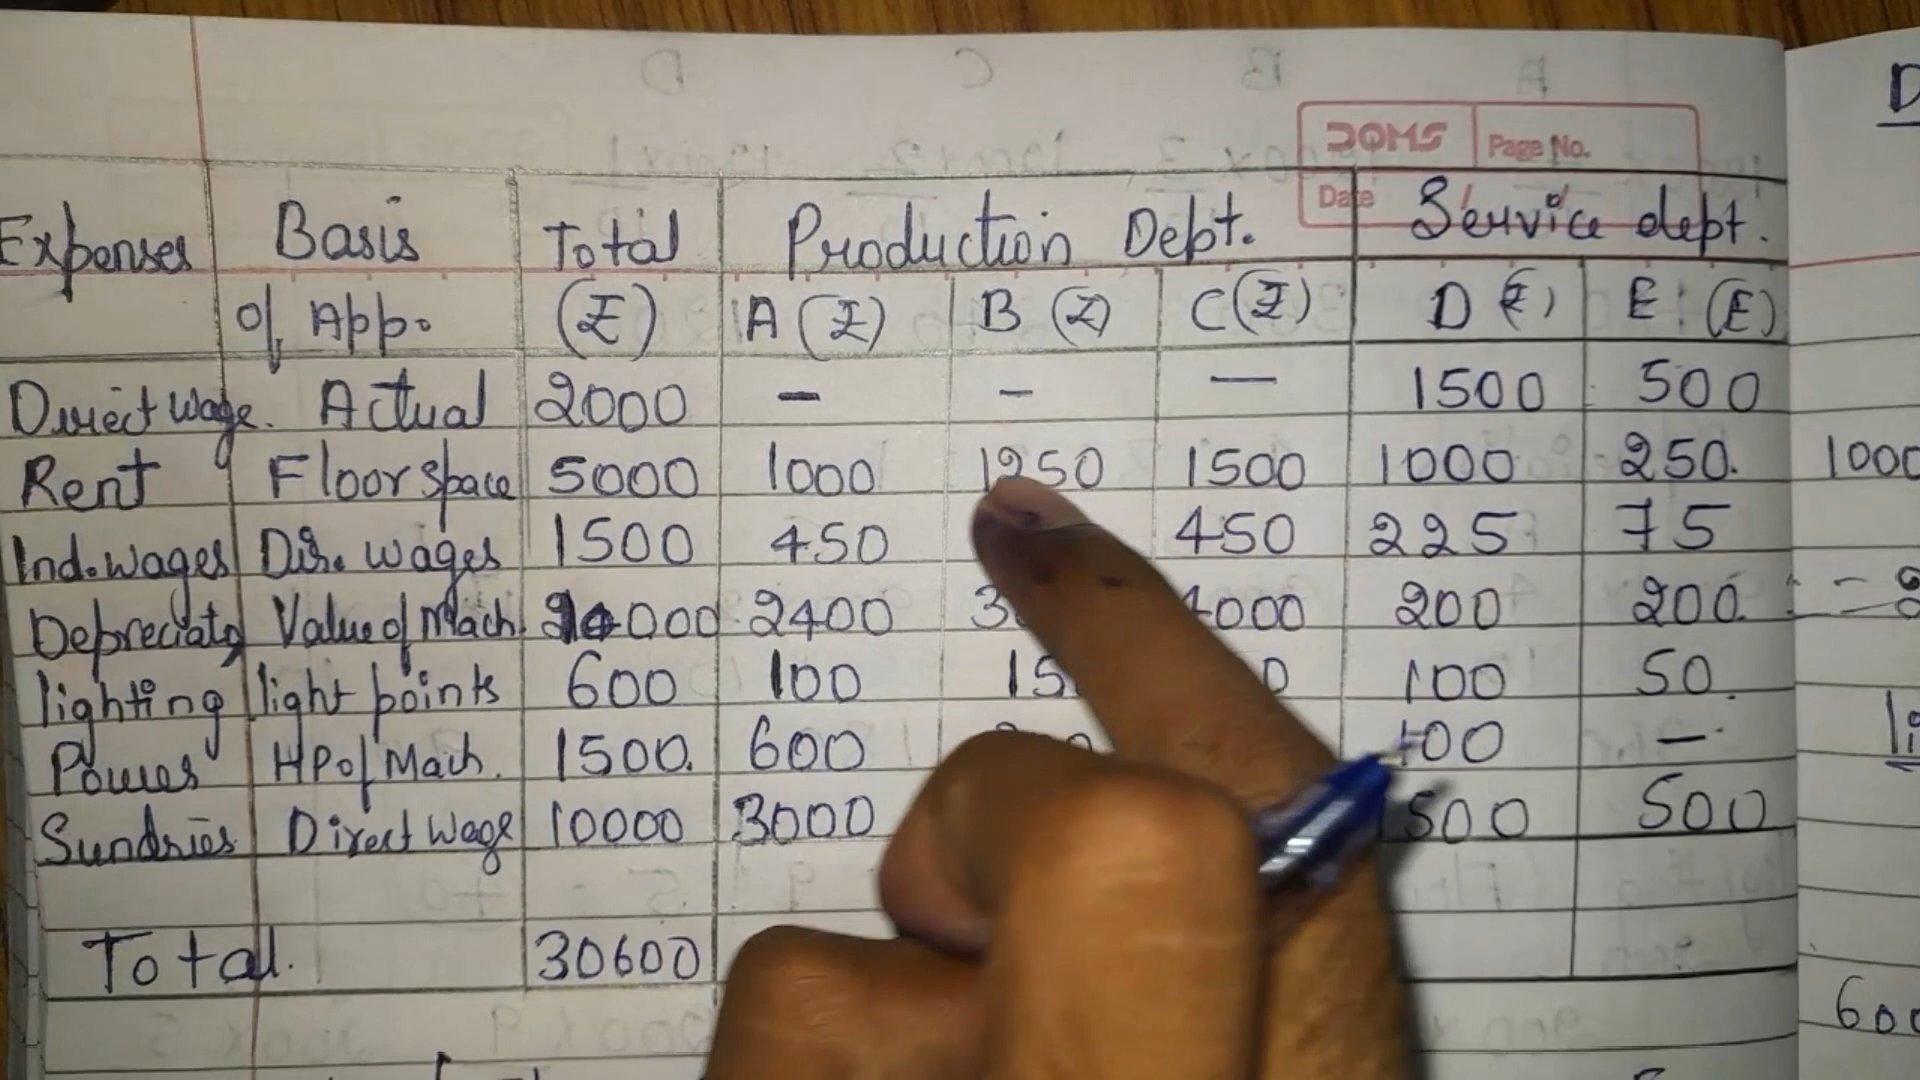 DOMS Page No.
Date
Expenses Basis of App. Total (₹) Production Dept. Service dept.
A (₹) B (₹) C (₹) D (₹) E (₹)
Direct wage. Actual 2000 - - - 1500 500
Rent Floor space 5000 1000 1250 1500 1000 250. 1000
Ind. wages Dir. wages 1500 450 450 225 75
Value of Mach. 2400 200 200.
lighting light points 600 100 100 50.
Power HP of Mach. 1500. 600 100 -
Sundries Direct wage 10000 3000 500
Total. 30600